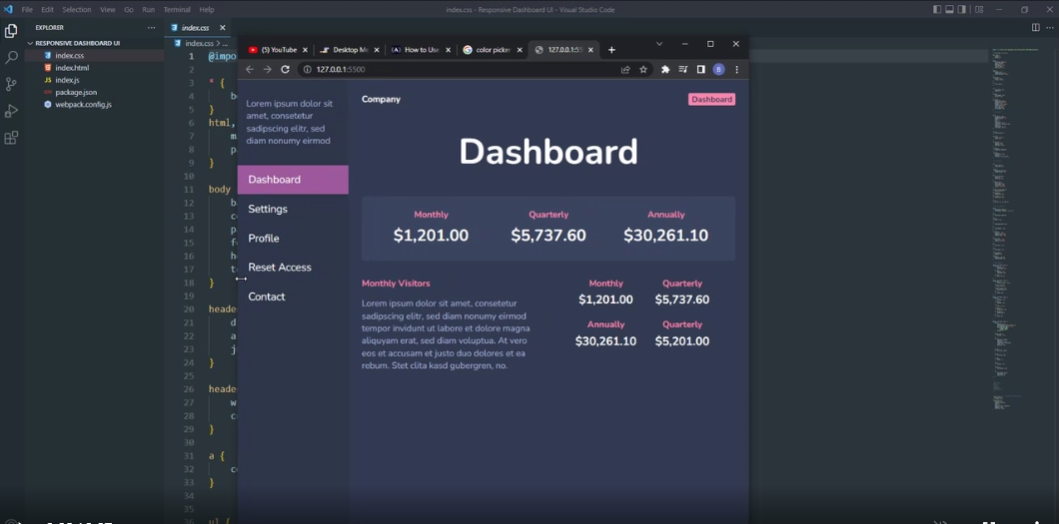 File Edit Selection View Go Run Terminal Help
index.css - Responsive Dashboard UI - Visual Studio Code
EXPLORER
RESPONSIVE DASHBOARD UI
index.css
index.html
JS index.js
package.json
webpack.config.js
index.css
index.css > ...
1 @impo
2
3 * {
4 b
5 }
6 html,
7 m
8 p
9 }
10
11 body
12 b
13 c
14 p
15 f
16 h
17 t
18 }
19
20 heade
21 d
22 a
23 j
24 }
25
26 heade
27 w
28 c
29 }
30
31 a {
32 c
33 }
34
35
36 ul {
(5) YouTube
Desktop Me
How to Use
color picker
127.0.0.1:55
127.0.0.1:5500
B
Lorem ipsum dolor sit
amet, consetetur
sadipscing elitr, sed
diam nonumy eirmod
Dashboard
Settings
Profile
Reset Access
Contact
Company
Dashboard
Dashboard
Monthly Quarterly Annually
$1,201.00 $5,737.60 $30,261.10
Monthly Visitors
Lorem ipsum dolor sit amet, consetetur
sadipscing elitr, sed diam nonumy eirmod
tempor invidunt ut labore et dolore magna
aliquyam erat, sed diam voluptua. At vero
eos et accusam et justo duo dolores et ea
rebum. Stet clita kasd gubergren, no.
Monthly Quarterly
$1,201.00 $5,737.60
Annually Quarterly
$30,261.10 $5,201.00